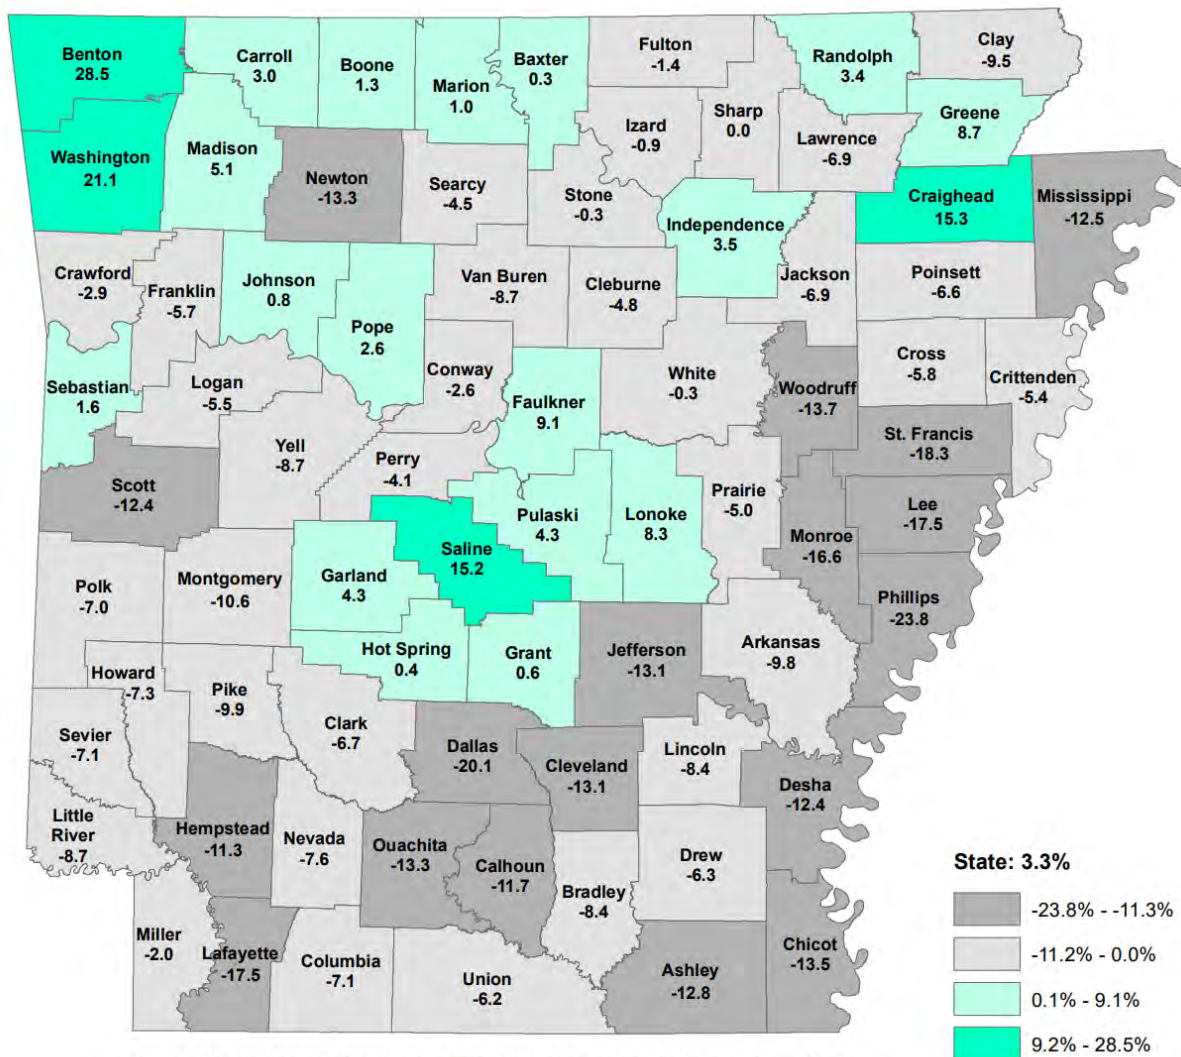 Benton
28.5
Carroll
3.0
Boone
1.3
Marion
1.0
Baxter
0.3
Fulton
-1.4
Randolph
3.4
Clay
-9.5
Washington
21.1
Madison
5.1
Newton
-13.3
Searcy
-4.5
Stone
-0.3
Izard
-0.9
Sharp
0.0
Lawrence
-6.9
Greene
8.7
Craighead
15.3
Mississippi
-12.5
Independence
3.5
Crawford
-2.9
Franklin
-5.7
Johnson
0.8
Pope
2.6
Van Buren
-8.7
Cleburne
-4.8
Jackson
-6.9
Poinsett
-6.6
Sebastian
1.6
Logan
-5.5
Conway
-2.6
Faulkner
9.1
White
-0.3
Woodruff
-13.7
Cross
-5.8
Crittenden
-5.4
St. Francis
-18.3
Scott
-12.4
Yell
-8.7
Perry
-4.1
Pulaski
4.3
Lonoke
8.3
Prairie
-5.0
Monroe
-16.6
Lee
-17.5
Phillips
-23.8
Polk
-7.0
Montgomery
-10.6
Garland
4.3
Saline
15.2
Hot Spring
0.4
Grant
0.6
Jefferson
-13.1
Arkansas
-9.8
Howard
-7.3
Pike
-9.9
Clark
-6.7
Sevier
-7.1
Dallas
-20.1
Cleveland
-13.1
Lincoln
-8.4
Desha
-12.4
Little
River
-8.7
Hempstead
-11.3
Nevada
-7.6
Ouachita
-13.3
Calhoun
-11.7
Bradley
-8.4
Drew
-6.3
Miller
-2.0
Lafayette
-17.5
Columbia
-7.1
Union
-6.2
Ashley
-12.8
Chicot
-13.5
State: 3.3%
-23.8% - -11.3%
-11.2% - 0.0%
0.1% - 9.1%
9.2% - 28.5%